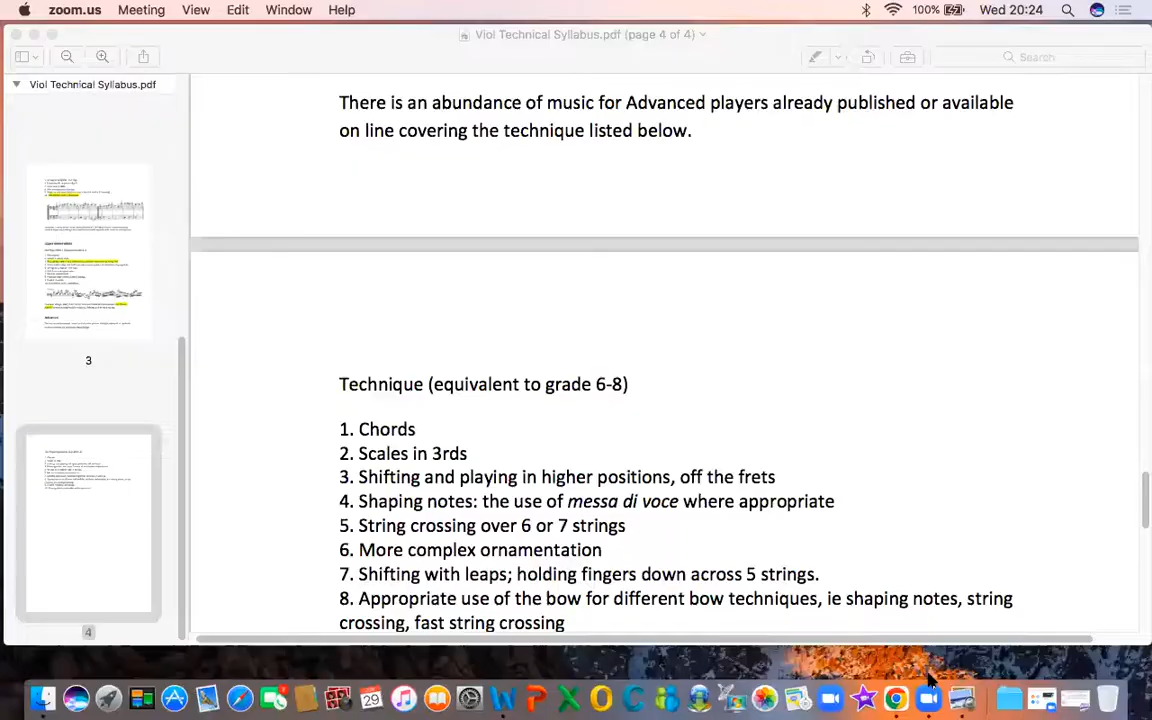 zoom.us Meeting View Edit Window Help 100% Wed 20:24
Viol Technical Syllabus.pdf (page 4 of 4)
Search
Viol Technical Syllabus.pdf
3
4
There is an abundance of music for Advanced players already published or available
on line covering the technique listed below.
Technique (equivalent to grade 6-8)
1. Chords
2. Scales in 3rds
3. Shifting and playing in higher positions, off the frets
4. Shaping notes: the use of messa di voce where appropriate
5. String crossing over 6 or 7 strings
6. More complex ornamentation
7. Shifting with leaps; holding fingers down across 5 strings.
8. Appropriate use of the bow for different bow techniques, ie shaping notes, string
crossing, fast string crossing
29